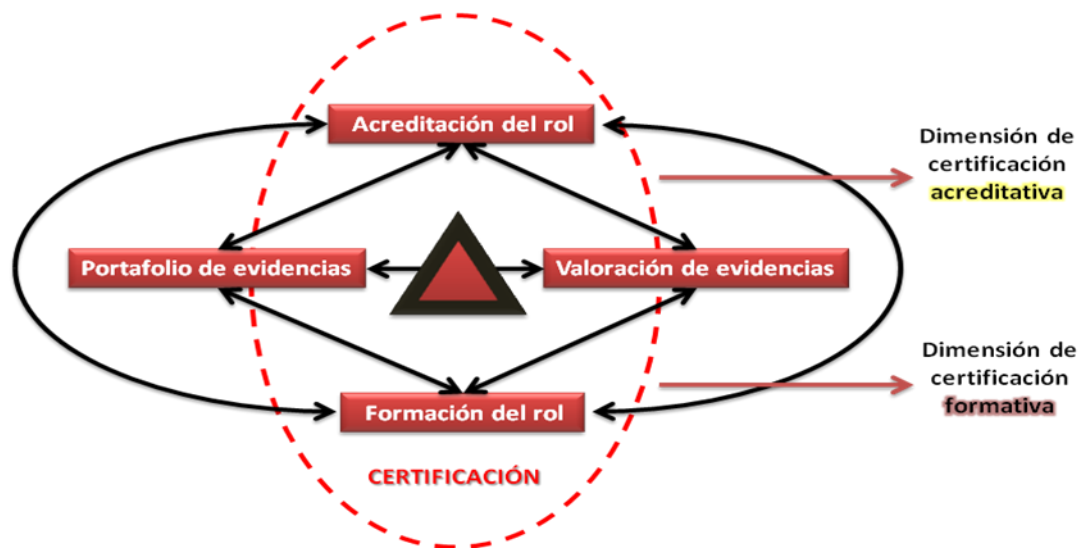 Acreditación del rol
Dimensión de
certificación
acreditativa
Portafolio de evidencias
Valoración de evidencias
Dimensión de
certificación
formativa
Formación del rol
CERTIFICACIÓN